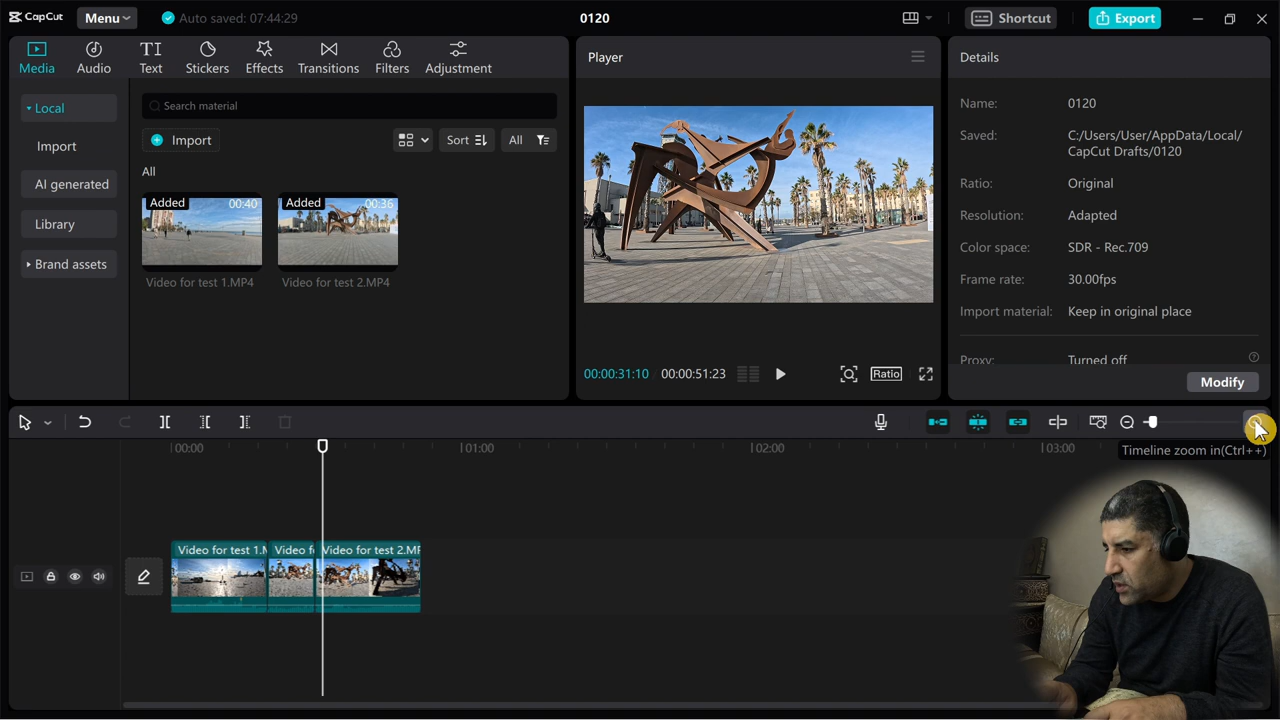 CapCut
Menu
Auto saved: 07:44:29
0120
Shortcut
Export
Media
Audio
TI
Text
Stickers
Effects
Transitions
Filters
Adjustment
Local
Import
AI generated
Library
Brand assets
Search material
Import
Sort
All
All
Added
00:40
Video for test 1.MP4
Added
00:36
Video for test 2.MP4
Player
00:00:31:10
00:00:51:23
Ratio
Details
Name: 0120
Saved: C:/Users/User/AppData/Local/
CapCut Drafts/0120
Ratio: Original
Resolution: Adapted
Color space: SDR - Rec.709
Frame rate: 30.00fps
Import material: Keep in original place
Proxy: Turned off
Modify
Timeline zoom in(Ctrl++)
00:00
01:00
02:00
03:00
Video for test 1.M
Video f
Video for test 2.MP